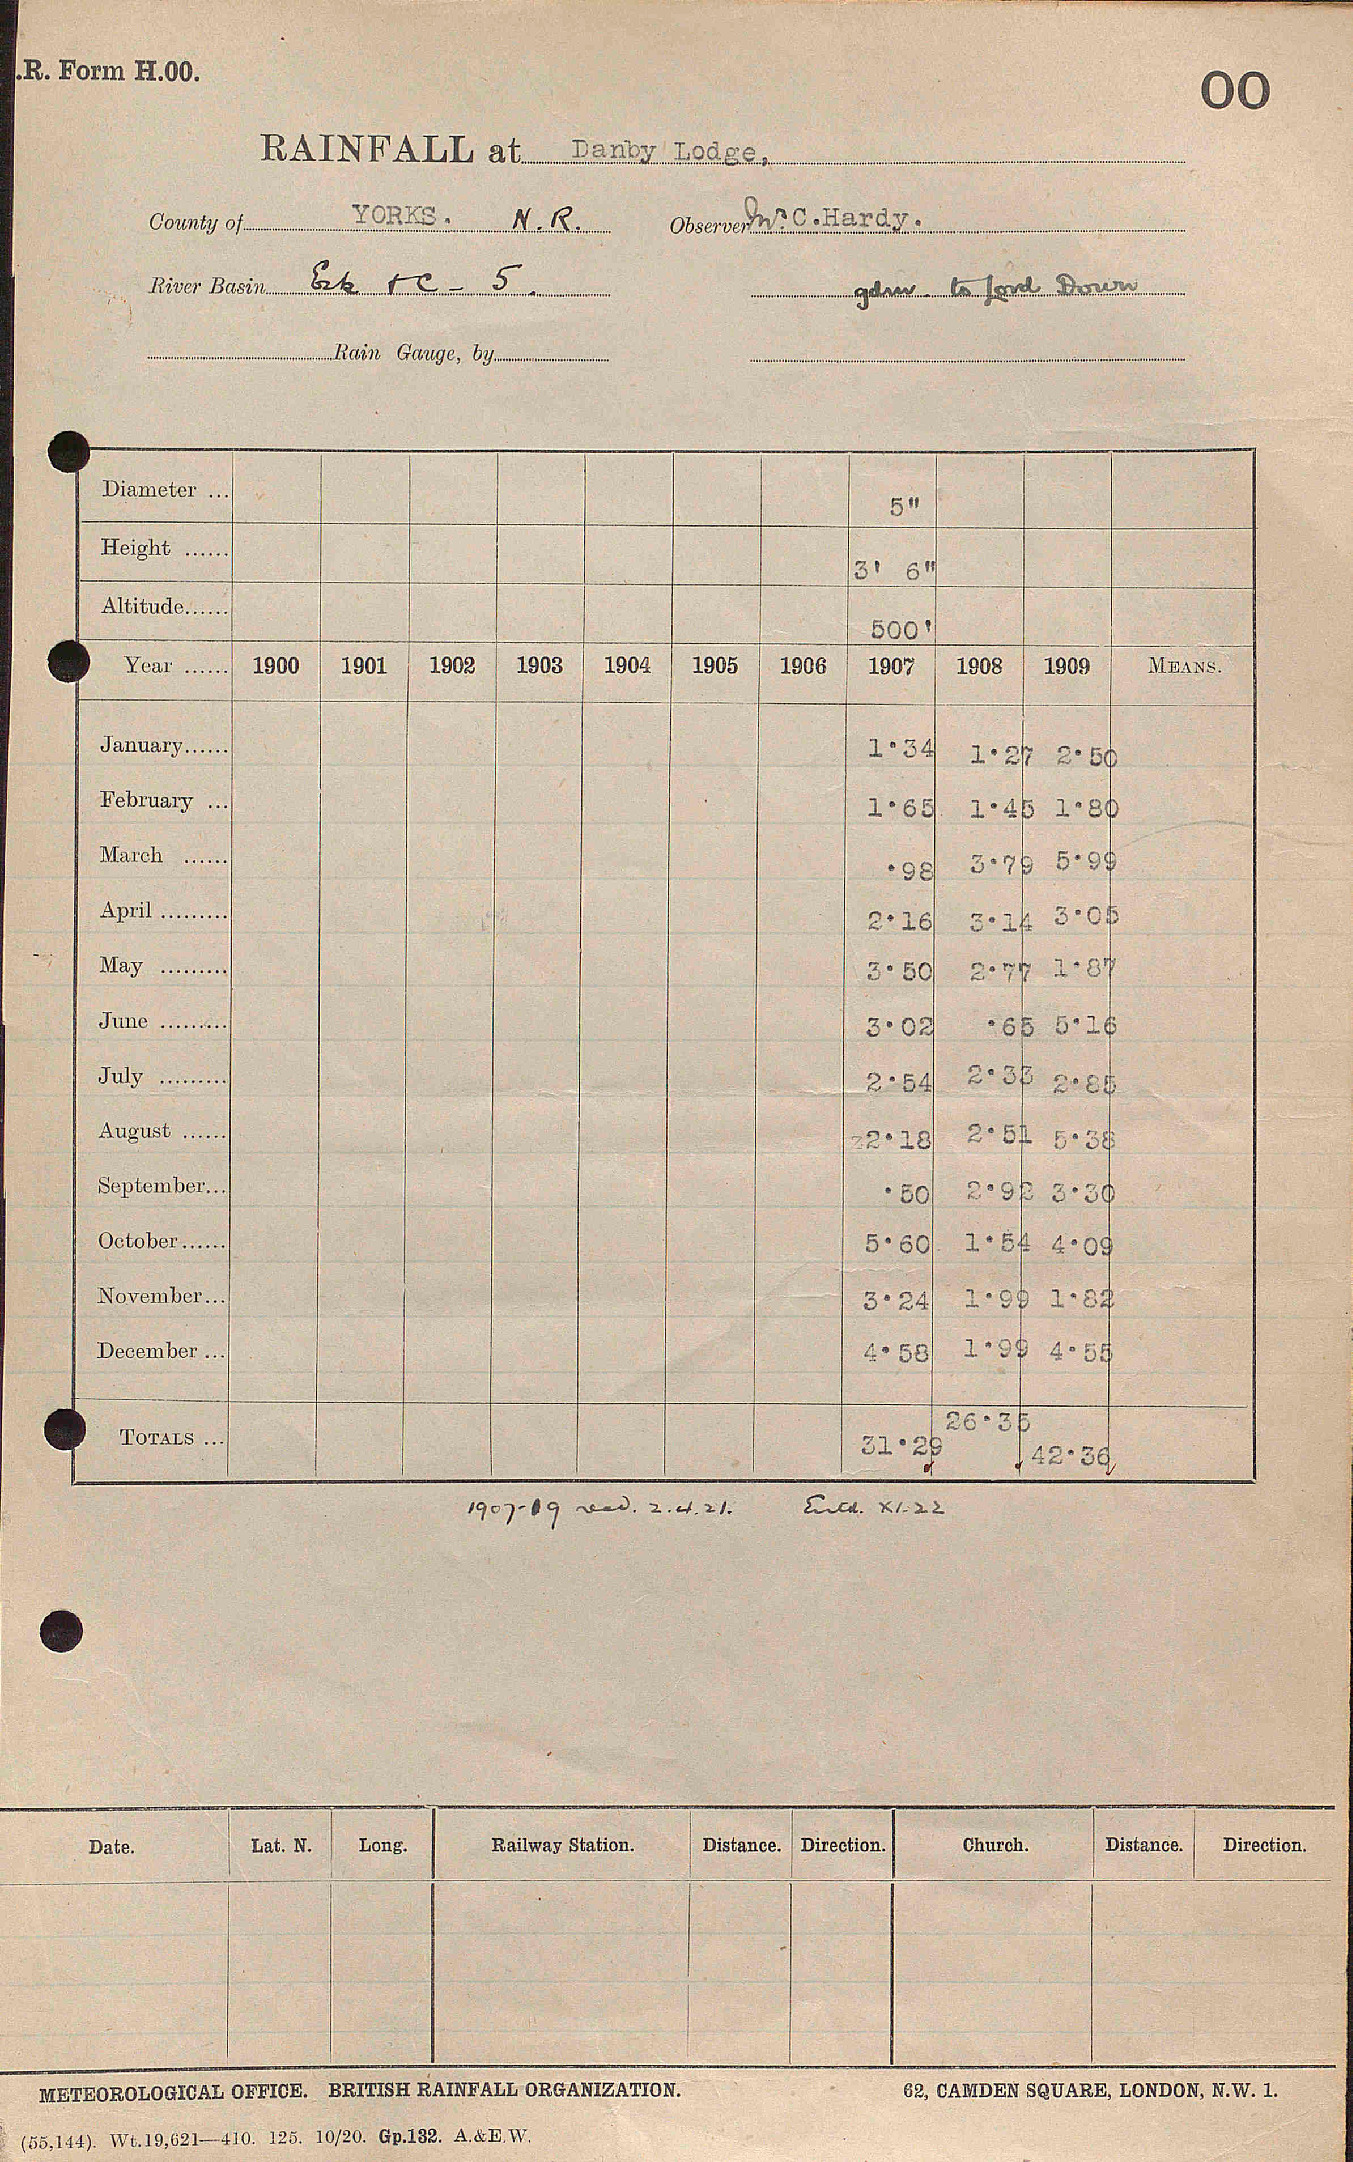 .R. Form H.00.
00
RAINFALL at Danby Lodge,
County of YORKS. N.R. Observer Mr. C.Hardy.
River Basin Esk + C - 5. gdnr. to Lord Down
Rain Gauge, by
Diameter ... 5"
Height ...... 3' 6"
Altitude...... 500'
Year ...... 1900 1901 1902 1903 1904 1905 1906 1907 1908 1909 MEANS.
January...... 1·34 1·27 2·50
February ... 1·65 1·45 1·80
March ...... ·98 3·79 5·99
April ......... 2·16 3·14 3·05
May ......... 3·50 2·77 1·87
June ......... 3·02 ·65 5·16
July ......... 2·54 2·33 2·85
August ...... 2·18 2·51 5·38
September... ·50 2·92 3·30
October...... 5·60 1·54 4·09
November... 3·24 1·99 1·82
December ... 4·58 1·99 4·55
TOTALS ... 31·29 26·35 42·36
1907-19 recd. 2.4.21. Entd. XI.22
Date. Lat. N. Long. Railway Station. Distance. Direction. Church. Distance. Direction.
METEOROLOGICAL OFFICE. BRITISH RAINFALL ORGANIZATION. 62, CAMDEN SQUARE, LONDON, N.W. 1.
(55,144). Wt.19,621—410. 125. 10/20. Gp.132. A.&E.W.